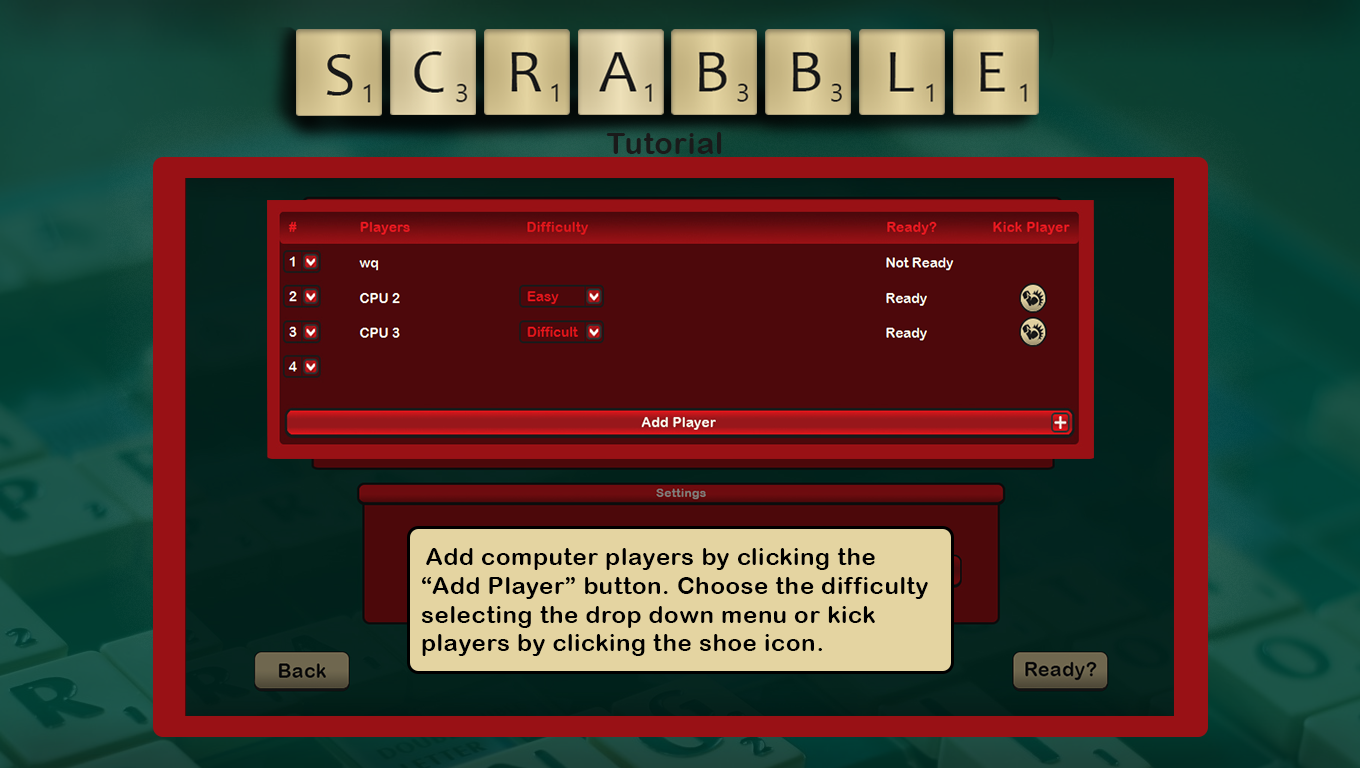 S1 C3 R1 A1 B3 B3 L1 E1
Tutorial
# Players Difficulty Ready? Kick Player
1 wq Not Ready
2 CPU 2 Easy Ready
3 CPU 3 Difficult Ready
4
Add Player +
Settings
Add computer players by clicking the
“Add Player” button. Choose the difficulty
selecting the drop down menu or kick
players by clicking the shoe icon.
Back
Ready?